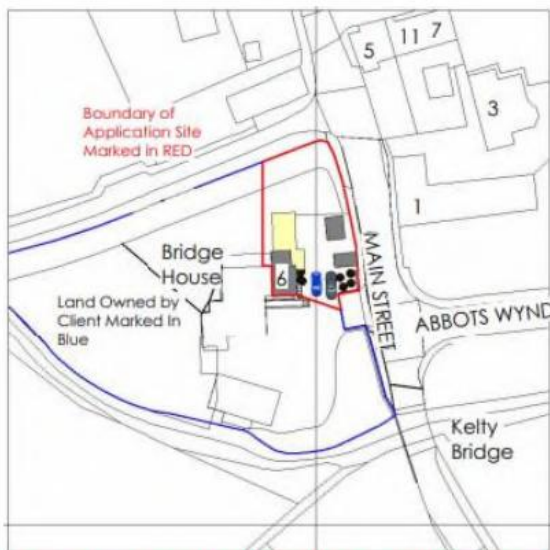 5
11
7
3
Boundary of
Application Site
Marked in RED
1
MAIN STREET
Bridge
House
6
Land Owned by
Client Marked In
Blue
ABBOTS WYND
Kelty
Bridge